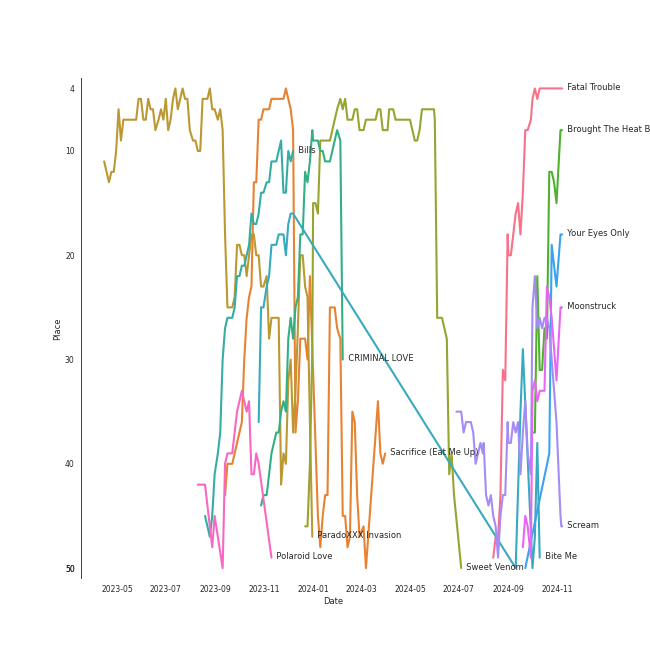 4
Fatal Trouble
Brought The Heat B
10
Bills
Your Eyes Only
20
Moonstruck
Place
30
CRIMINAL LOVE
Sacrifice (Eat Me Up)
40
Scream
ParadoXXX Invasion
Polaroid Love
Bite Me
Sweet Venom
50
2023-05 2023-07 2023-09 2023-11 2024-01 2024-03 2024-05 2024-07 2024-09 2024-11
Date